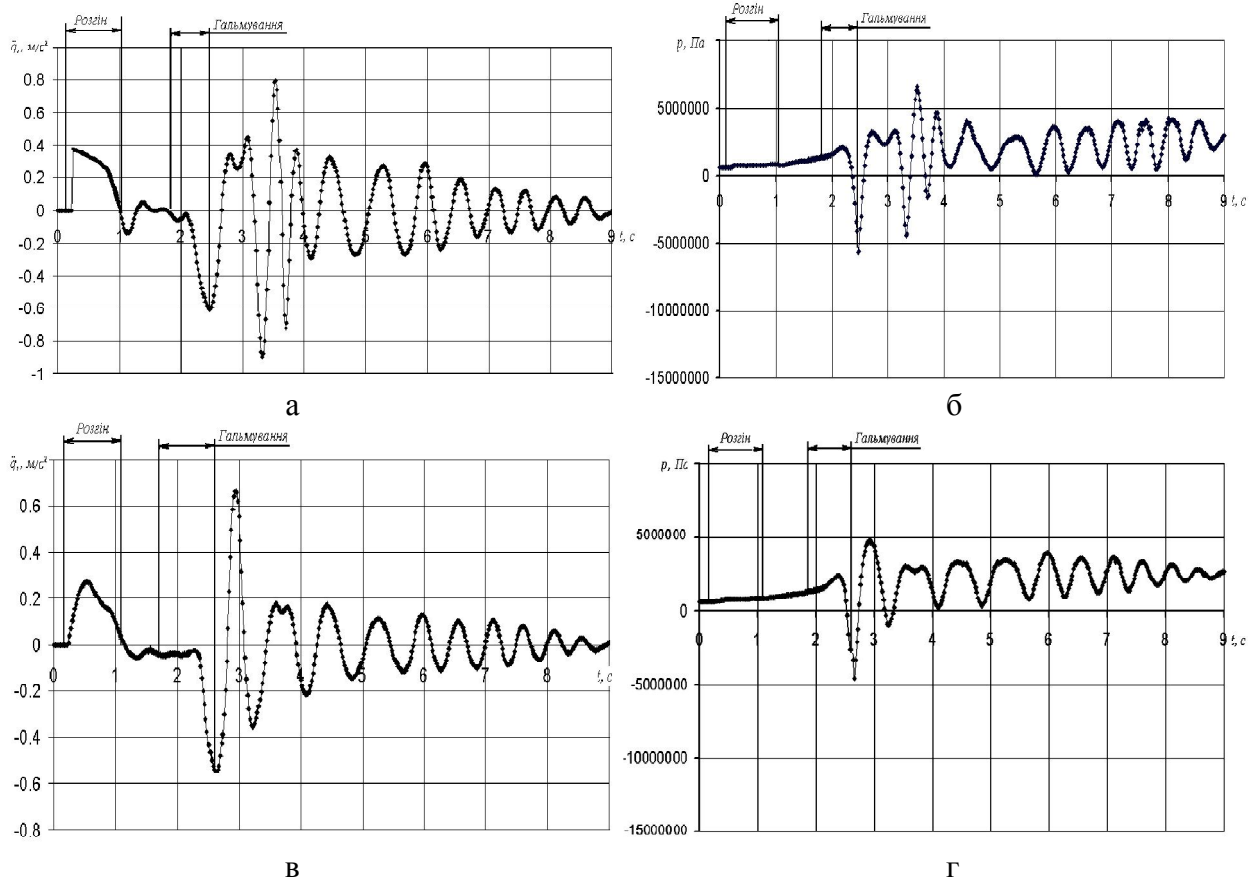 Розгін
Гальмування
q̈₁, м/с²
0.8
0.6
0.4
0.2
0
-0.2
-0.4
-0.6
-0.8
-1
0 1 2 3 4 5 6 7 8 9
t, с
а
Розгін
Гальмування
p, Па
5000000
0
-5000000
-10000000
-15000000
0 1 2 3 4 5 6 7 8 9
t, с
б
Розгін
Гальмування
q̈₁, м/с²
0.6
0.4
0.2
0
-0.2
-0.4
-0.6
-0.8
0 1 2 3 4 5 6 7 8
t, с
в
Розгін
Гальмування
p, Па
5000000
0
-5000000
-10000000
-15000000
0 1 2 3 4 5 6 7 8 9
t, с
г